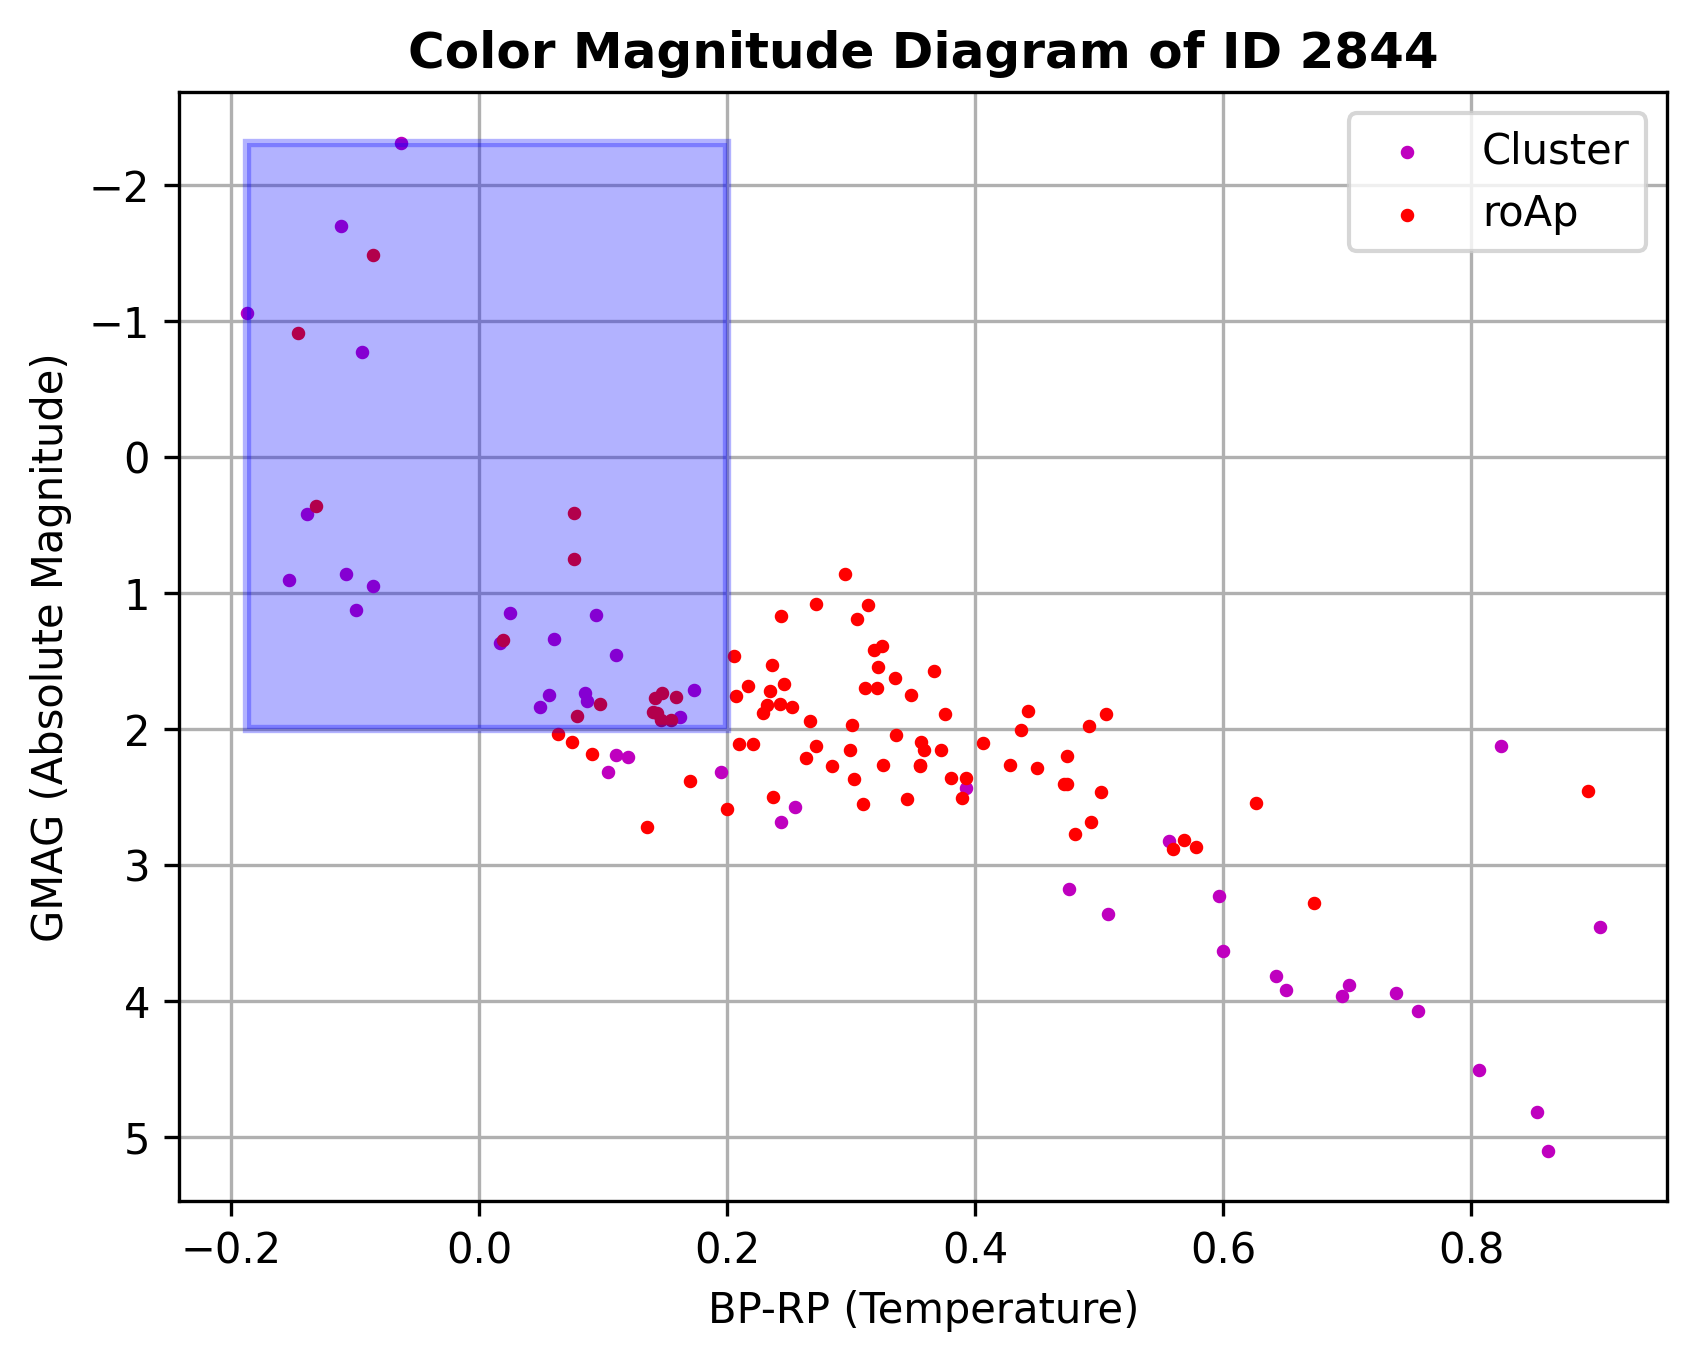 Color Magnitude Diagram of ID 2844
Cluster
roAp
GMAG (Absolute Magnitude)
−2
−1
0
1
2
3
4
5
−0.2 0.0 0.2 0.4 0.6 0.8
BP-RP (Temperature)